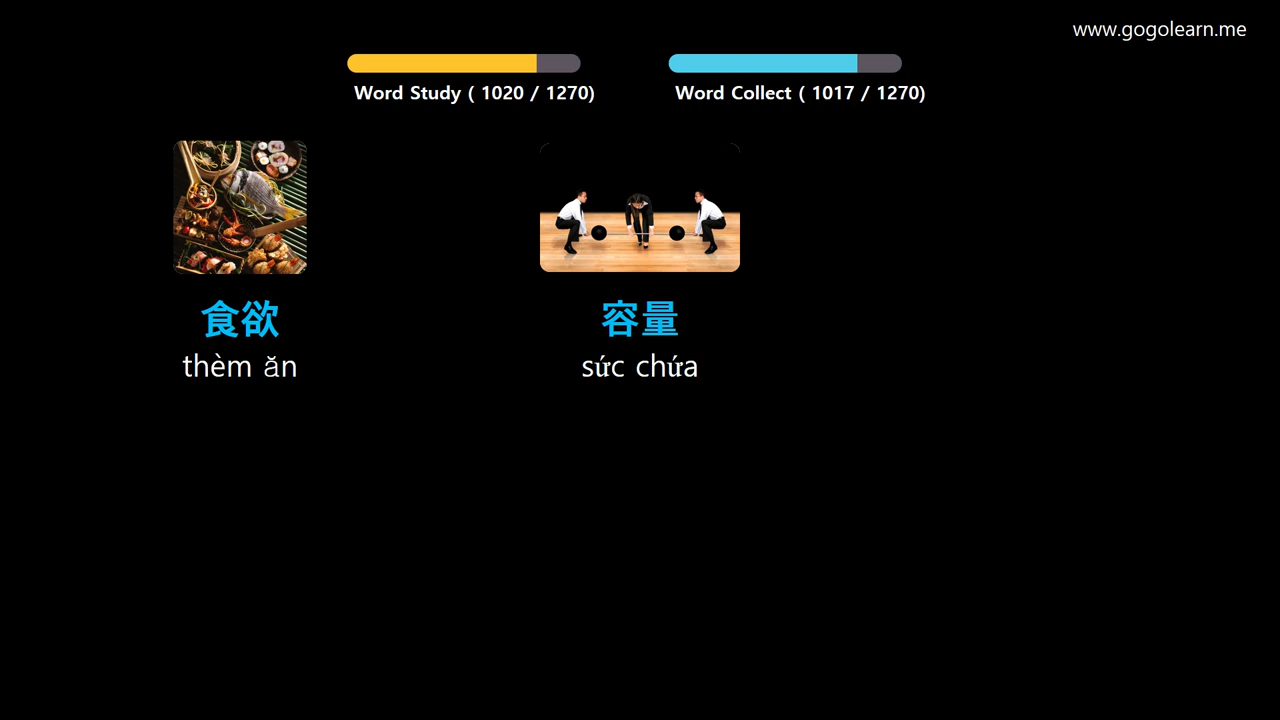 www.gogolearn.me
Word Study ( 1020 / 1270)
Word Collect ( 1017 / 1270)
食欲
thèm ăn
容量
sức chứa